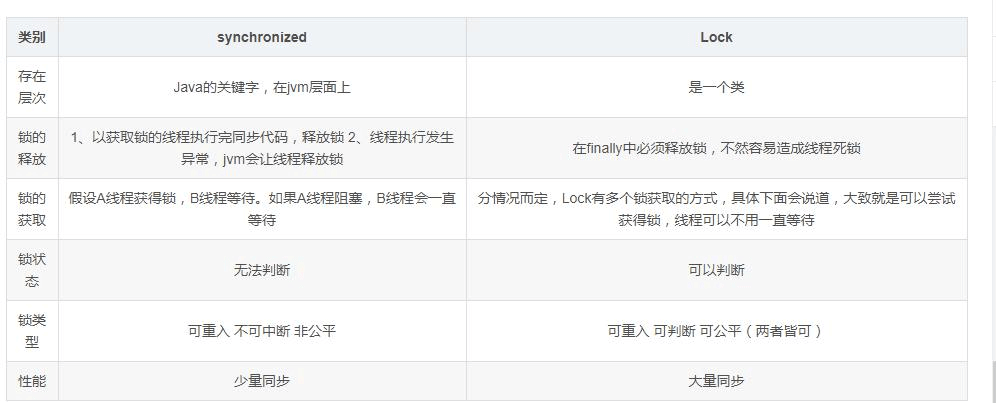 类别 synchronized Lock
存在
层次
Java的关键字，在jvm层面上
是一个类
锁的
释放
1、以获取锁的线程执行完同步代码，释放锁 2、线程执行发生
异常，jvm会让线程释放锁
在finally中必须释放锁，不然容易造成线程死锁
锁的
获取
假设A线程获得锁，B线程等待。如果A线程阻塞，B线程会一直
等待
分情况而定，Lock有多个锁获取的方式，具体下面会说道，大致就是可以尝试
获得锁，线程可以不用一直等待
锁状
态
无法判断
可以判断
锁类
型
可重入 不可中断 非公平
可重入 可判断 可公平（两者皆可）
性能 少量同步 大量同步